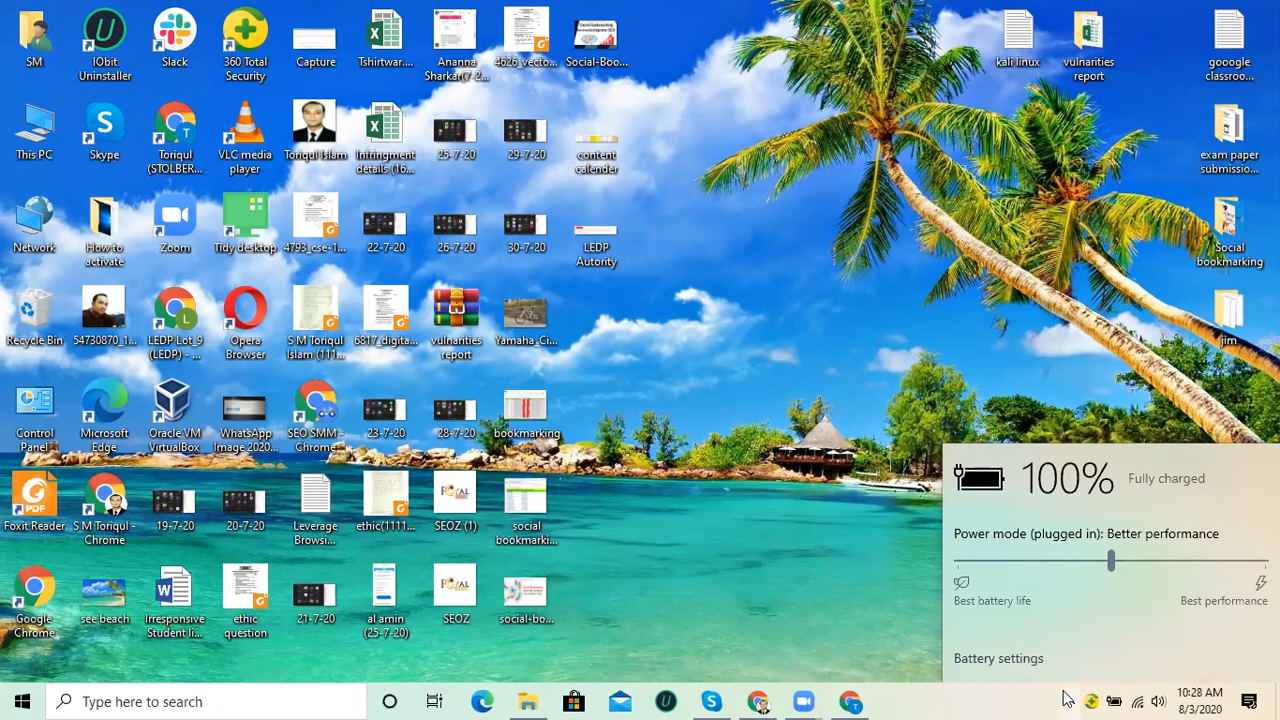 SM
IObit
Uninstaller
Slack
360 Total
Security
Capture
Tshirtwar....
Ananna
Sharkar(7-2...
4626_vecto...
Social-Boo...
kali linux
vulnarities
report
gooogle
classroo...
This PC
Skype
Toriqul
(STOLBER...
VLC media
player
Toriqul Islam
Infringment
details (16...
25-7-20
29-7-20
content
calender
exam paper
submissio...
Network
How to
activate
Zoom
Tidy desktop
4793_cse-1...
22-7-20
26-7-20
30-7-20
LEDP
Autority
Social
bookmarking
Recycle Bin
54730870_1...
LEDP Lot_9
(LEDP) - ...
Opera
Browser
S M Toriqul
Islam (111...
6817_digita...
vulnarities
report
Yamaha_Ci...
jim
Control
Panel
Microsoft
Edge
Oracle VM
VirtualBox
WhatsApp
Image 2020...
SEO SMM -
Chrome
23-7-20
28-7-20
bookmarking
Foxit Reader
S M Toriqul -
Chrome
19-7-20
20-7-20
Leverage
Browsi...
ethic(1111...
SEOZ (1)
social
bookmarki...
Google
Chrome
see beach
Irresponsive
Student li...
ethic
question
21-7-20
al amin
(25-7-20)
SEOZ
social-bo...
100%
Fully charged
Power mode (plugged in): Better performance
Best battery life
Best performance
Battery settings
Type here to search
10:28 AM
8/3/2020